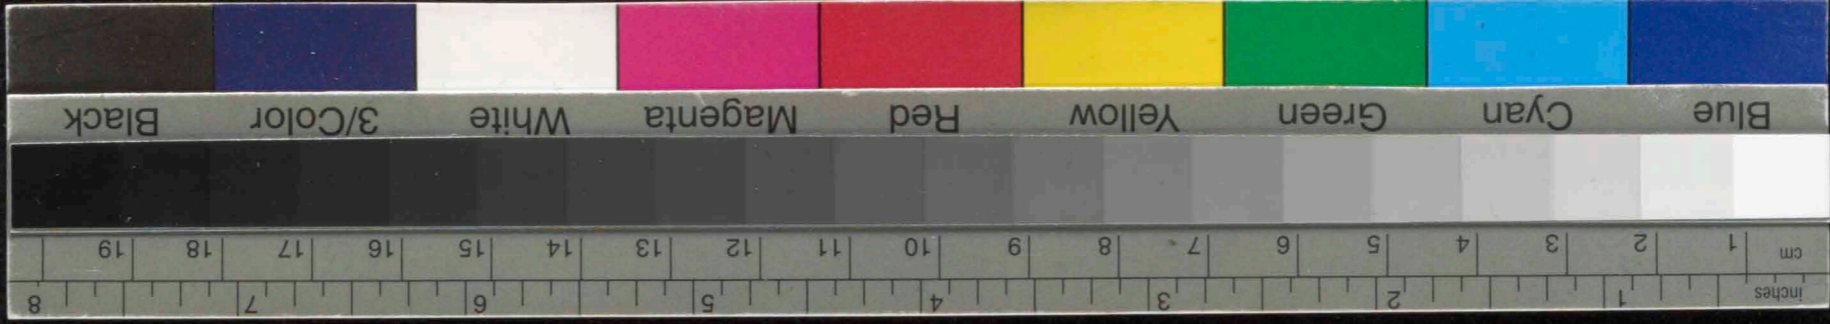 inches 1 2 3 4 5 6 7 8
cm 1 2 3 4 5 6 7 8 9 10 11 12 13 14 15 16 17 18 19
Blue Cyan Green Yellow Red Magenta White 3/Color Black